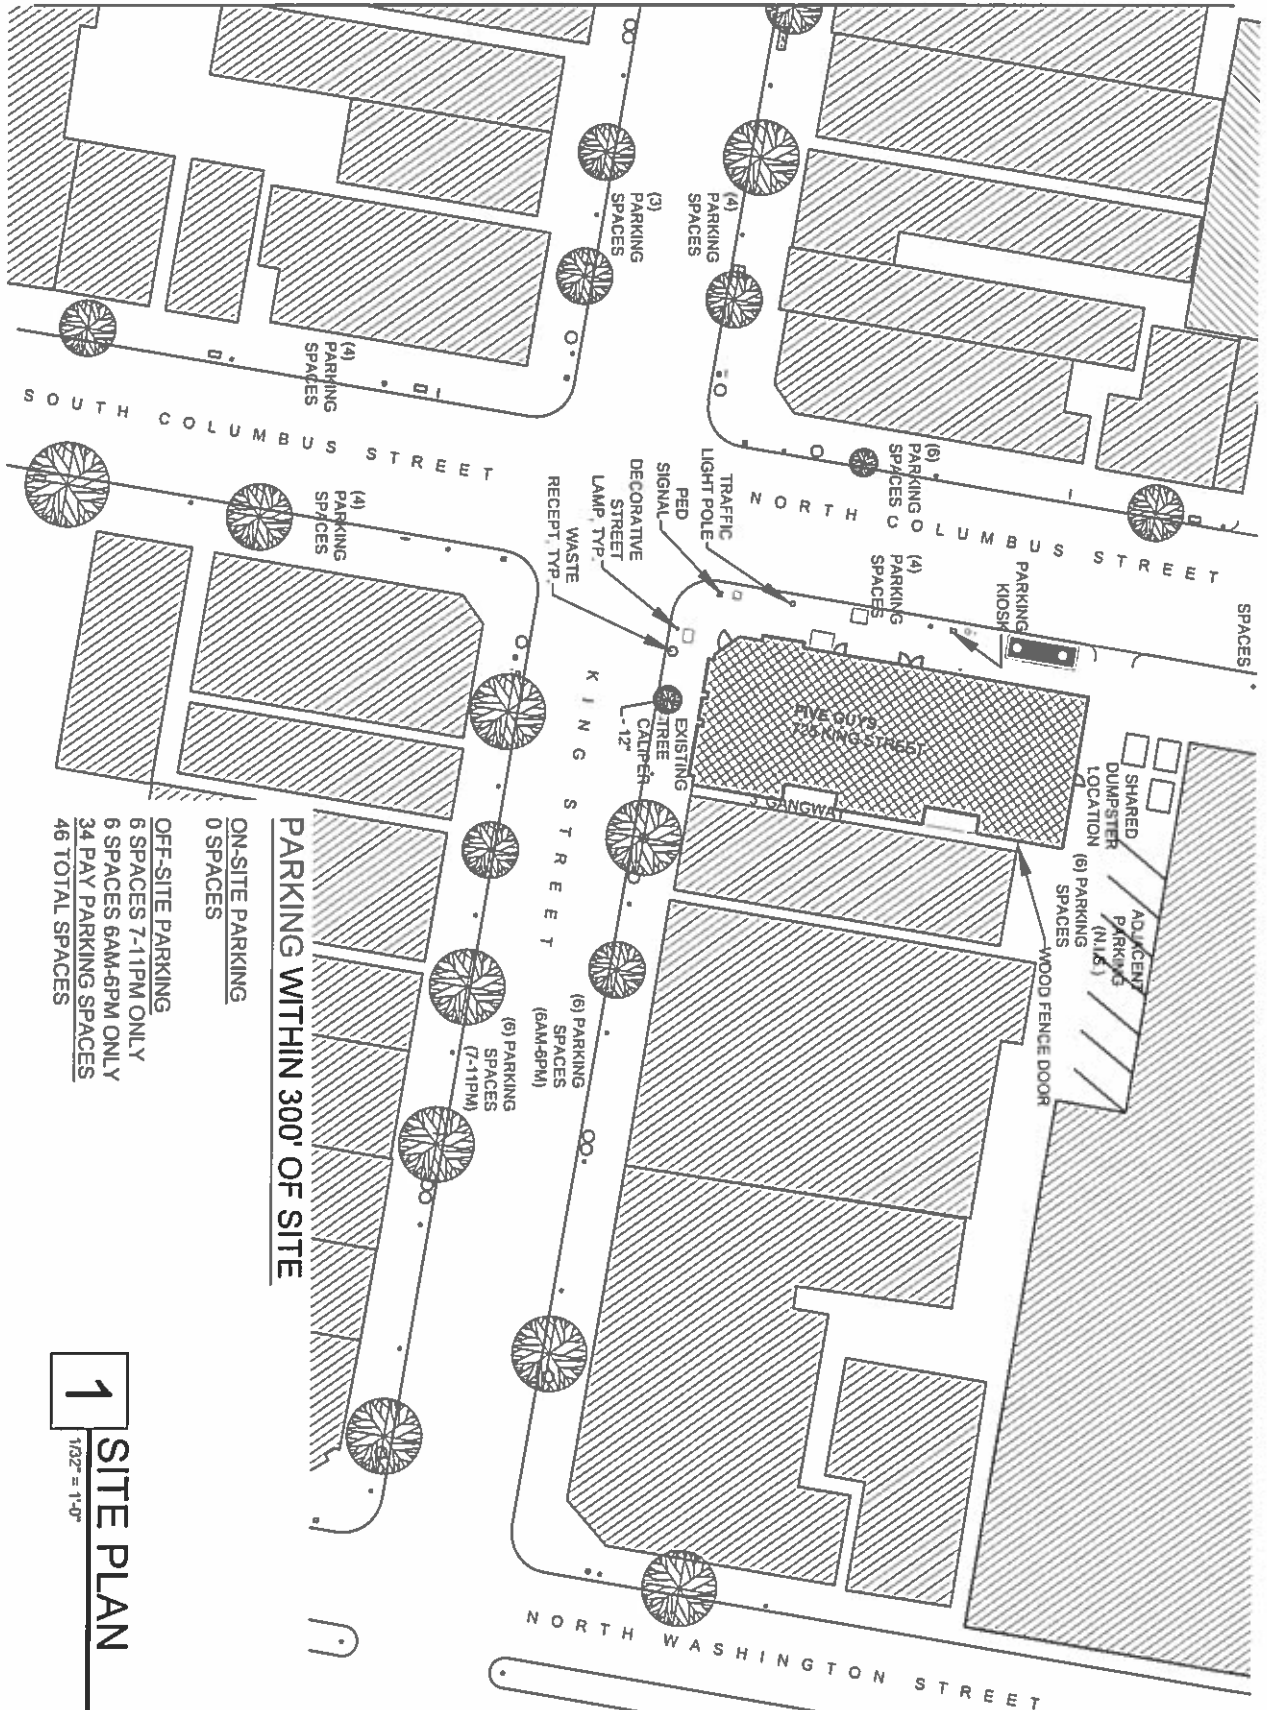 (3)
PARKING
SPACES
(4)
PARKING
SPACES
(4)
PARKING
SPACES
SOUTH COLUMBUS STREET
(4)
PARKING
SPACES
(6)
PARKING
SPACES
NORTH COLUMBUS STREET
SPACES
(4)
PARKING
SPACES
PARKING
KIOSK
TRAFFIC
LIGHT POLE
PED
SIGNAL
DECORATIVE
STREET
LAMP, TYP.
WASTE
RECEPT, TYP.
KING STREET
EXISTING
TREE
CALIPER
- 12"
FIVE GUYS
725 KING STREET
3' GANGWAY
SHARED
DUMPSTER
LOCATION
(6) PARKING
SPACES
ADJACENT
PARKING
(N.I.S.)
WOOD FENCE DOOR
(6) PARKING
SPACES
(6AM-6PM)
(6) PARKING
SPACES
(7-11PM)
NORTH WASHINGTON STREET
PARKING WITHIN 300' OF SITE
ON-SITE PARKING
0 SPACES
OFF-SITE PARKING
6 SPACES 7-11PM ONLY
6 SPACES 6AM-6PM ONLY
34 PAY PARKING SPACES
46 TOTAL SPACES
1
SITE PLAN
1/32" = 1'-0"